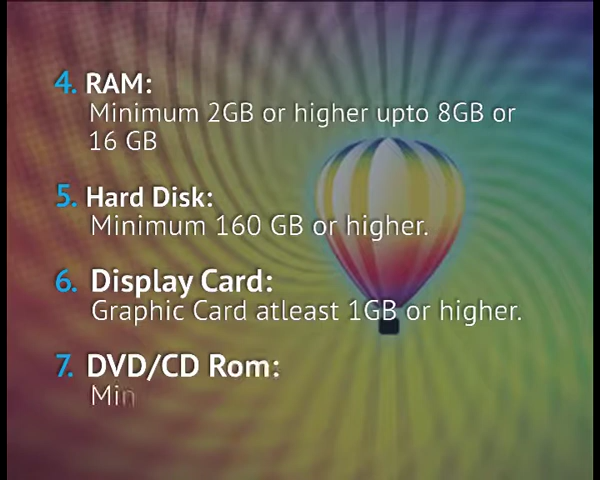 4. RAM:
Minimum 2GB or higher upto 8GB or
16 GB
5. Hard Disk:
Minimum 160 GB or higher.
6. Display Card:
Graphic Card atleast 1GB or higher.
7. DVD/CD Rom:
Min